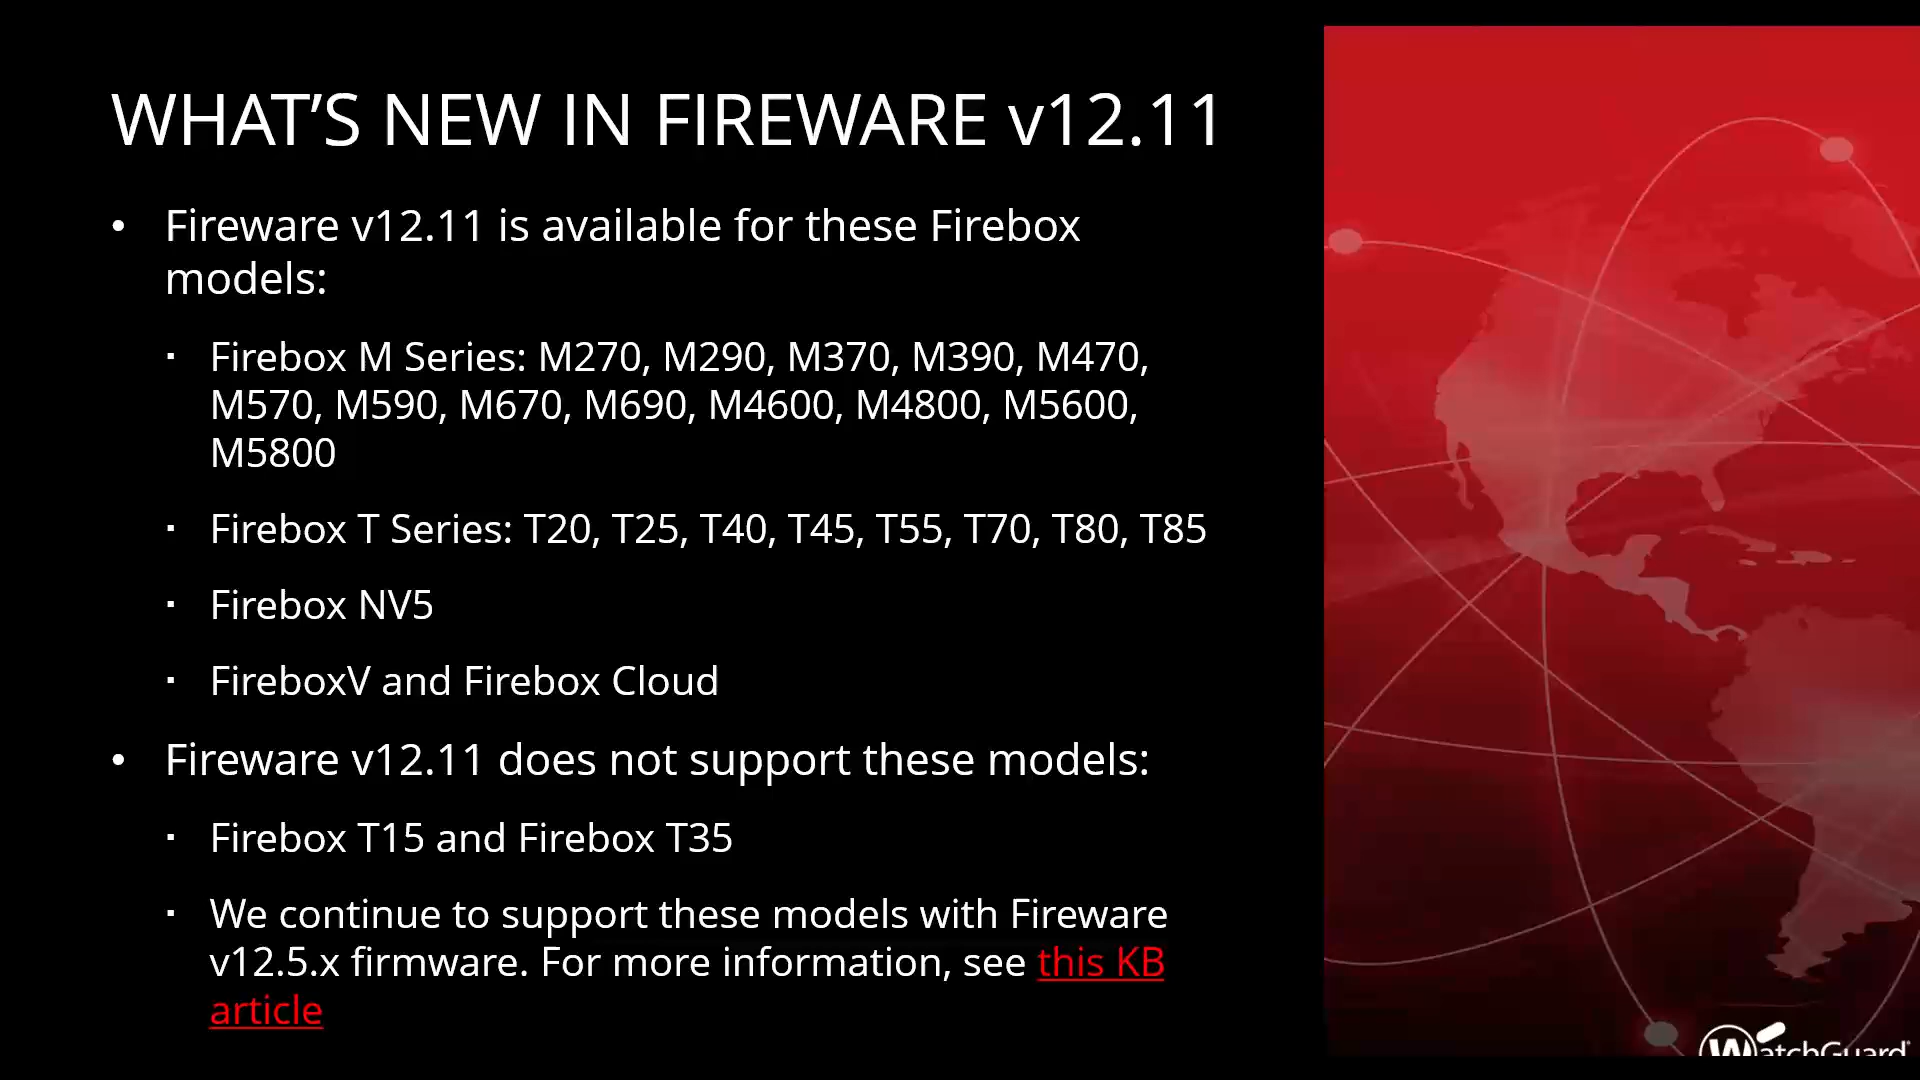 WHAT’S NEW IN FIREWARE v12.11
• Fireware v12.11 is available for these Firebox
models:
▪ Firebox M Series: M270, M290, M370, M390, M470,
M570, M590, M670, M690, M4600, M4800, M5600,
M5800
▪ Firebox T Series: T20, T25, T40, T45, T55, T70, T80, T85
▪ Firebox NV5
▪ FireboxV and Firebox Cloud
• Fireware v12.11 does not support these models:
▪ Firebox T15 and Firebox T35
▪ We continue to support these models with Fireware
v12.5.x firmware. For more information, see this KB
article
WatchGuard